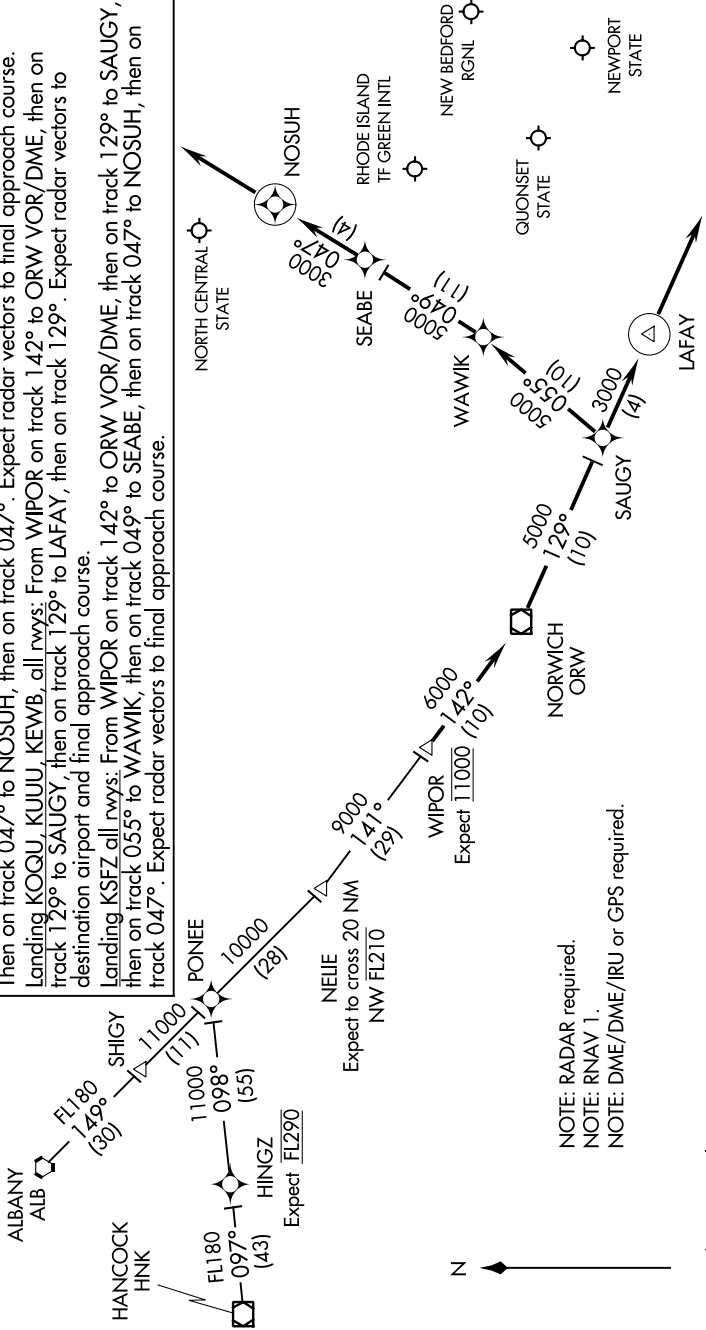 Then on track 047° to NOSUH, then on track 047°. Expect radar vectors to final approach course.
Landing KOQU, KUUU, KEWB, all rwys: From WIPOR on track 142° to ORW VOR/DME, then on
track 129° to SAUGY, then on track 129° to LAFAY, then on track 129°. Expect radar vectors to
destination airport and final approach course.
Landing KSFZ all rwys: From WIPOR on track 142° to ORW VOR/DME, then on track 129° to SAUGY,
then on track 055° to WAWIK, then on track 049° to SEABE, then on track 047° to NOSUH, then on
track 047°. Expect radar vectors to final approach course.
ALBANY
ALB
FL180
149°
(30)
SHIGY
11000
(11)
PONEE
HANCOCK
HNK
FL180
097°
(43)
HINGZ
Expect FL290
11000
098°
(55)
10000
(28)
NELIE
Expect to cross 20 NM
NW FL210
9000
141°
(29)
WIPOR
Expect 11000
6000
142°
(10)
NORWICH
ORW
5000
129°
(10)
SAUGY
3000
(4)
LAFAY
5000
055°
(10)
WAWIK
5000
049°
(11)
SEABE
3000
047°
(4)
NOSUH
NORTH CENTRAL
STATE
RHODE ISLAND
TF GREEN INTL
NEW BEDFORD
RGNL
QUONSET
STATE
NEWPORT
STATE
NOTE: RADAR required.
NOTE: RNAV 1.
NOTE: DME/DME/IRU or GPS required.
N